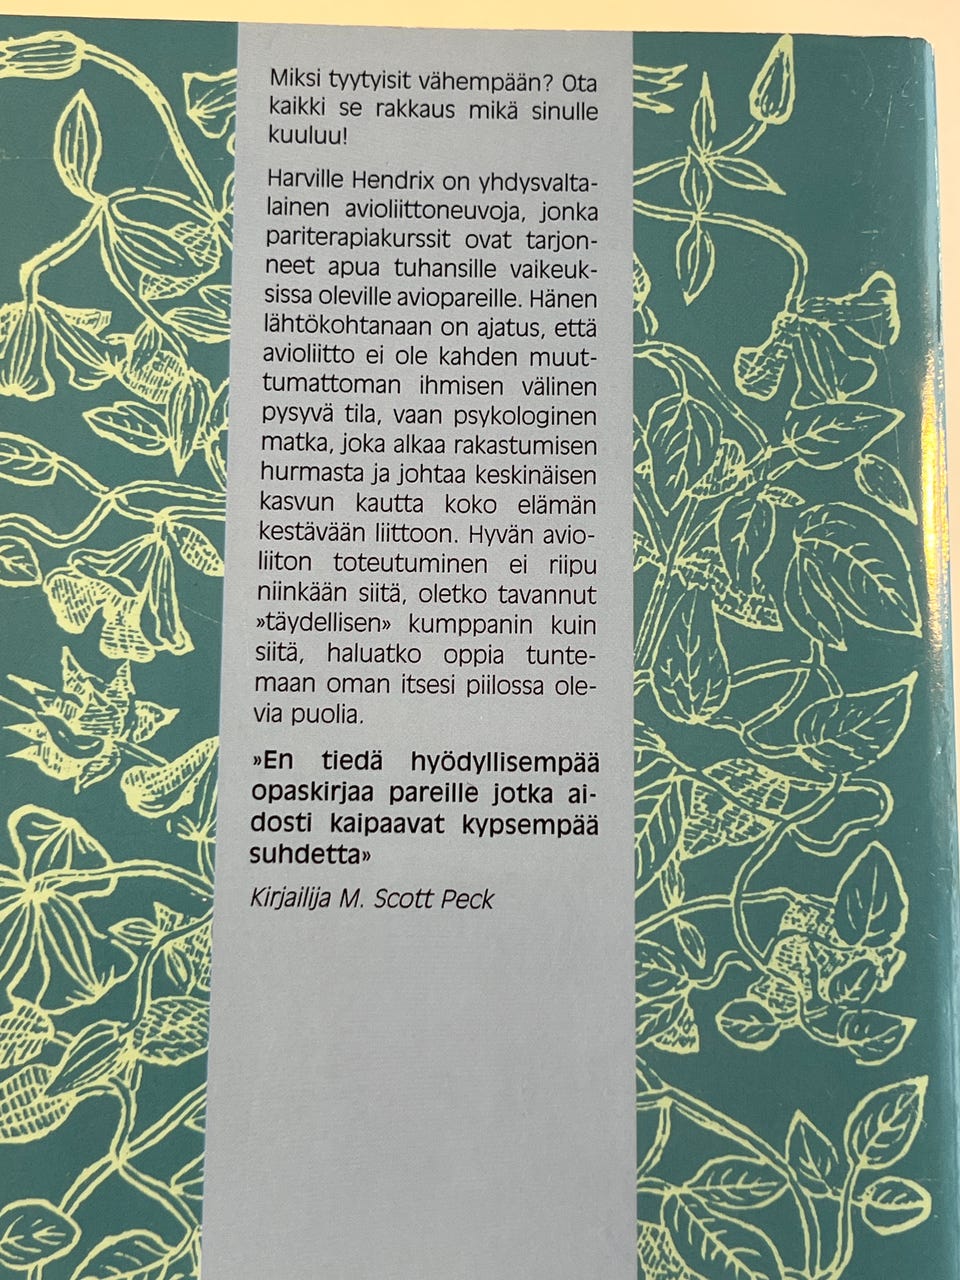 Miksi tyytyisit vähempään? Ota
kaikki se rakkaus mikä sinulle
kuuluu!
Harville Hendrix on yhdysvalta-
lainen avioliittoneuvoja, jonka
pariterapiakurssit ovat tarjon-
neet apua tuhansille vaikeuk-
sissa oleville aviopareille. Hänen
lähtökohtanaan on ajatus, että
avioliitto ei ole kahden muut-
tumattoman ihmisen välinen
pysyvä tila, vaan psykologinen
matka, joka alkaa rakastumisen
hurmasta ja johtaa keskinäisen
kasvun kautta koko elämän
kestävään liittoon. Hyvän avio-
liiton toteutuminen ei riipu
niinkään siitä, oletko tavannut
»täydellisen» kumppanin kuin
siitä, haluatko oppia tunte-
maan oman itsesi piilossa ole-
via puolia.
»En tiedä hyödyllisempää
opaskirjaa pareille jotka ai-
dosti kaipaavat kypsempää
suhdetta»
Kirjailija M. Scott Peck